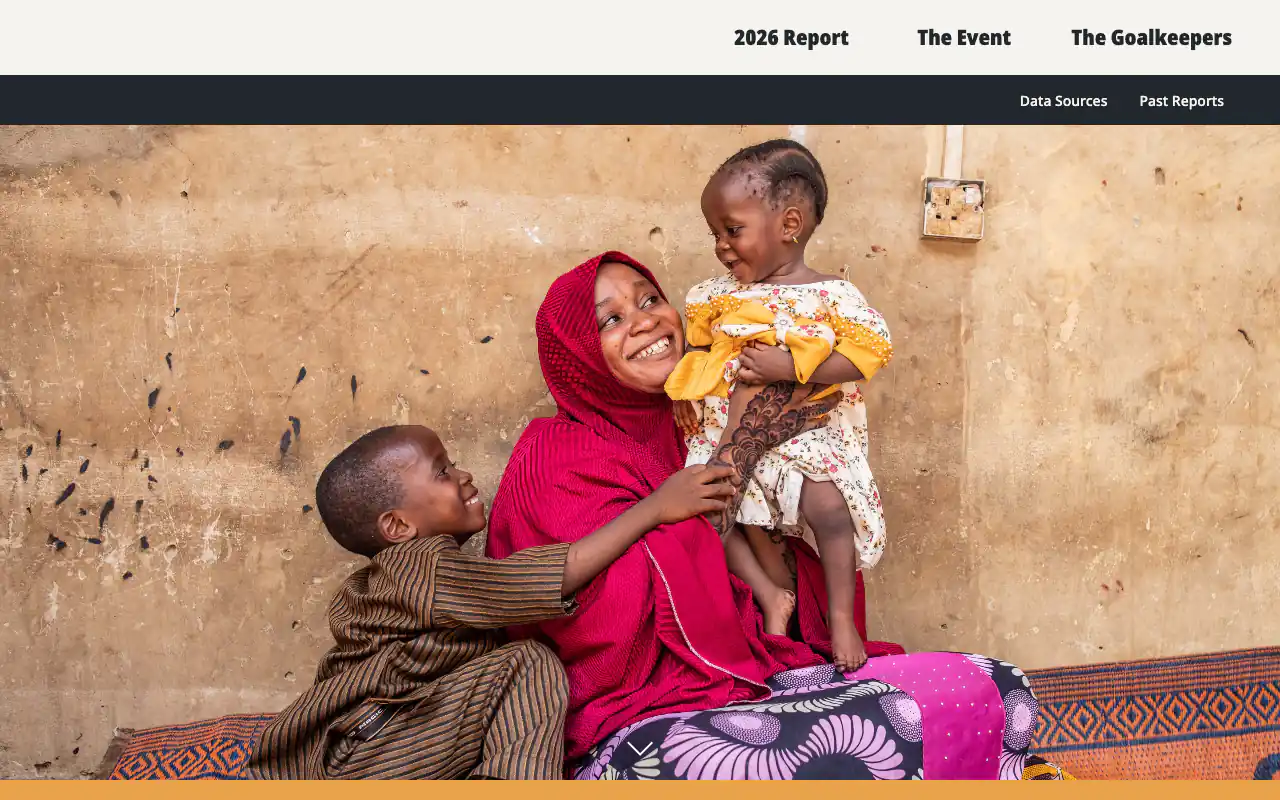 2026 Report
The Event
The Goalkeepers
Data Sources
Past Reports